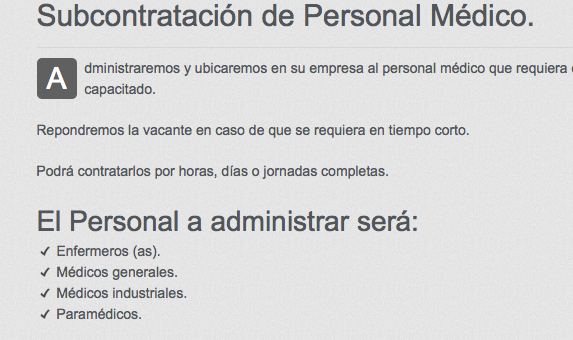 Subcontratación de Personal Médico.
Administraremos y ubicaremos en su empresa al personal médico que requiera
capacitado.
Repondremos la vacante en caso de que se requiera en tiempo corto.
Podrá contratarlos por horas, días o jornadas completas.
El Personal a administrar será:
✓ Enfermeros (as).
✓ Médicos generales.
✓ Médicos industriales.
✓ Paramédicos.